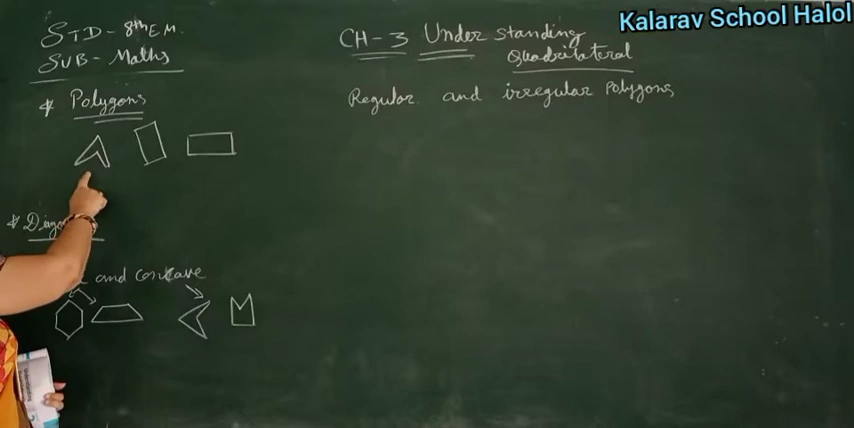 Kalarav School Halol
STD - 8th E.M.
SUB - Maths
CH - 3 Under standing
Quadrilateral
* Polygons
Regular and irregular Polygons
and concave